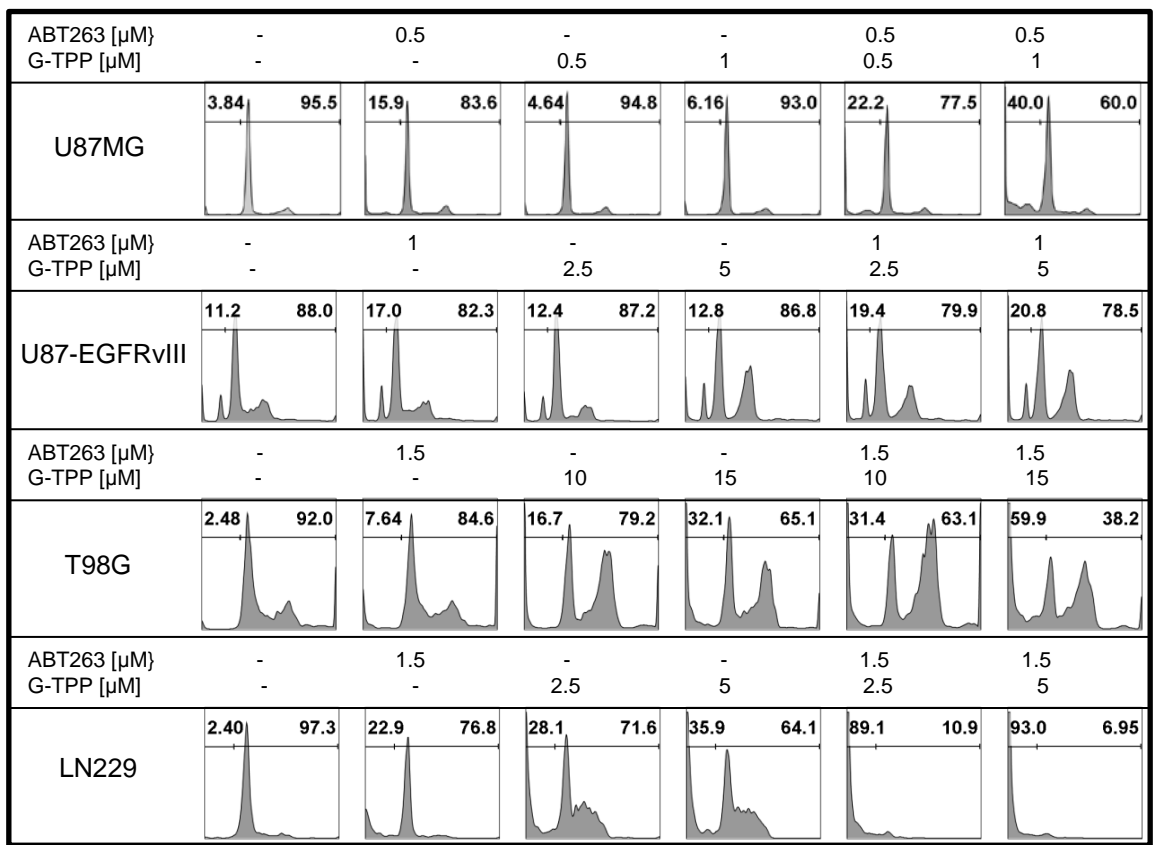 ABT263 [µM} - 0.5 - - 0.5 0.5
G-TPP [µM] - - 0.5 1 0.5 1
U87MG
3.84 95.5 15.9 83.6 4.64 94.8 6.16 93.0 22.2 77.5 40.0 60.0
ABT263 [µM} - 1 - - 1 1
G-TPP [µM] - - 2.5 5 2.5 5
U87-EGFRvIII
11.2 88.0 17.0 82.3 12.4 87.2 12.8 86.8 19.4 79.9 20.8 78.5
ABT263 [µM} - 1.5 - - 1.5 1.5
G-TPP [µM] - - 10 15 10 15
T98G
2.48 92.0 7.64 84.6 16.7 79.2 32.1 65.1 31.4 63.1 59.9 38.2
ABT263 [µM} - 1.5 - - 1.5 1.5
G-TPP [µM] - - 2.5 5 2.5 5
LN229
2.40 97.3 22.9 76.8 28.1 71.6 35.9 64.1 89.1 10.9 93.0 6.95